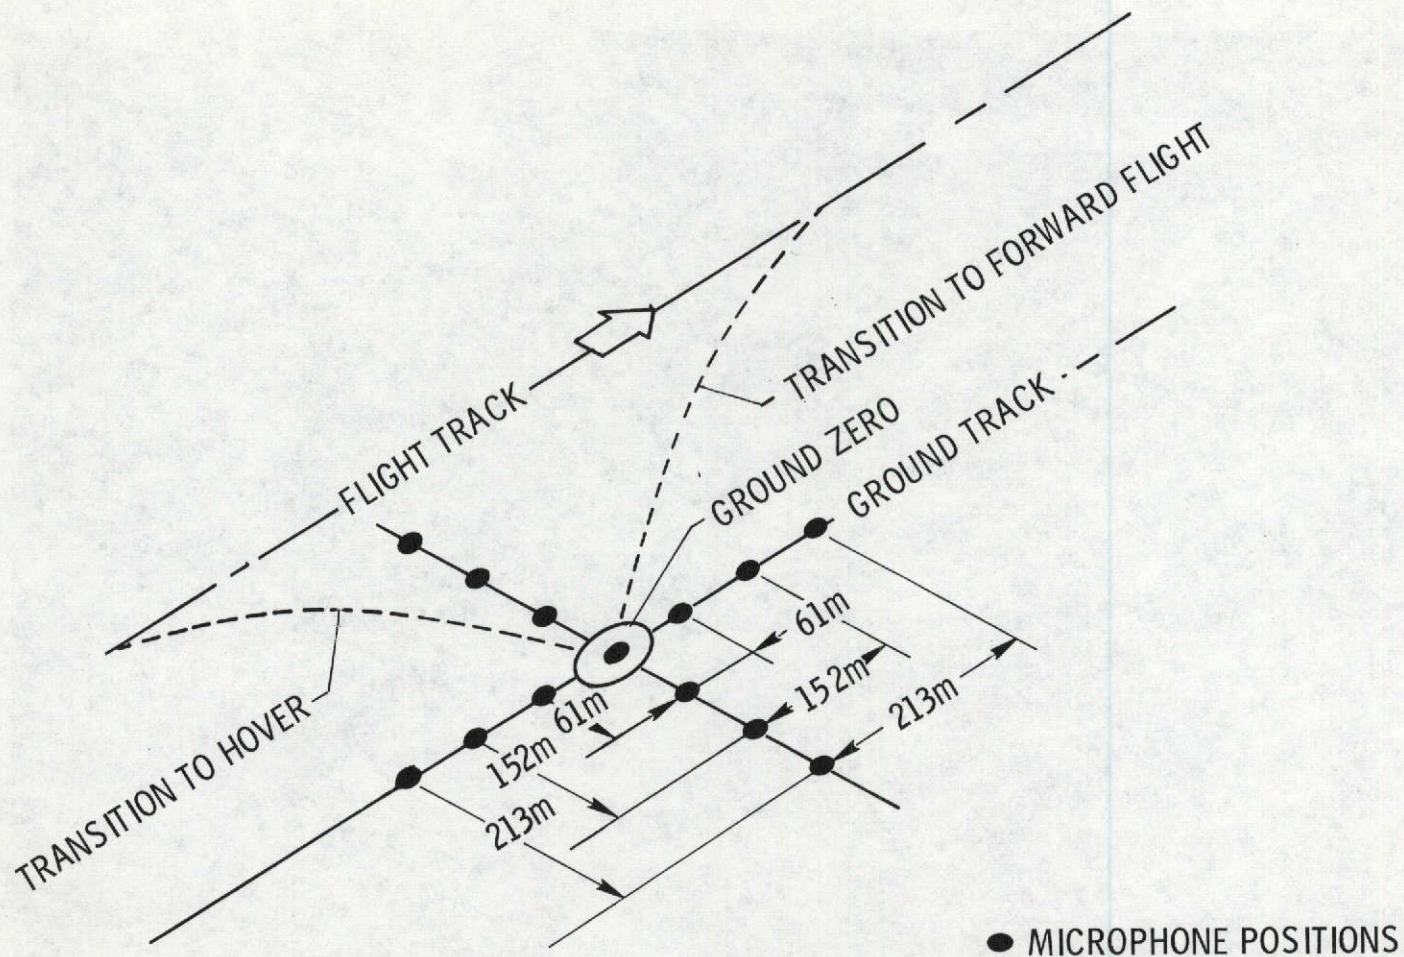 TRANSITION TO FORWARD FLIGHT
FLIGHT TRACK
GROUND ZERO
GROUND TRACK
61m
152m
213m
61m
152m
213m
TRANSITION TO HOVER
MICROPHONE POSITIONS